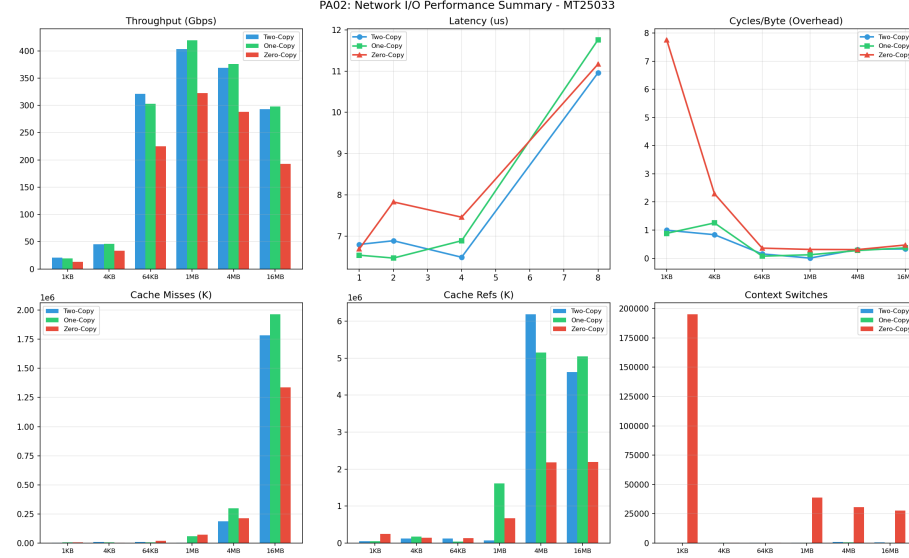 PA02: Network I/O Performance Summary - MT25033
Throughput (Gbps)
400
350
300
250
200
150
100
50
0
1KB 4KB 64KB 1MB 4MB 16MB
Two-Copy
One-Copy
Zero-Copy
Latency (us)
12
11
10
9
8
7
1 2 3 4 5 6 7 8
Two-Copy
One-Copy
Zero-Copy
Cycles/Byte (Overhead)
8
7
6
5
4
3
2
1
0
1KB 4KB 64KB 1MB 4MB 16M
Two-Copy
One-Copy
Zero-Copy
Cache Misses (K)
1e6
2.00
1.75
1.50
1.25
1.00
0.75
0.50
0.25
0.00
1KB 4KB 64KB 1MB 4MB 16MB
Two-Copy
One-Copy
Zero-Copy
Cache Refs (K)
1e6
6
5
4
3
2
1
0
1KB 4KB 64KB 1MB 4MB 16MB
Two-Copy
One-Copy
Zero-Copy
Context Switches
200000
175000
150000
125000
100000
75000
50000
25000
0
1KB 4KB 64KB 1MB 4MB 16MB
Two-Copy
One-Copy
Zero-Copy